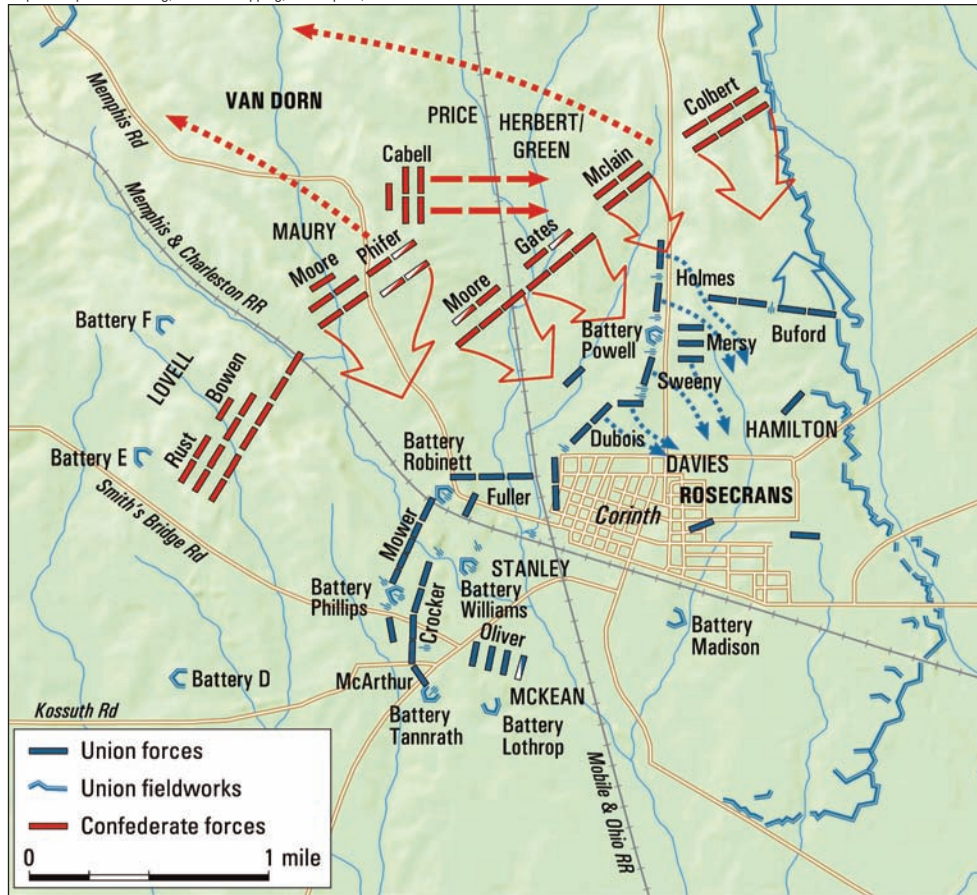 Memphis Rd
VAN DORN
PRICE
HERBERT/
GREEN
Colbert
Cabell
Mclain
Memphis & Charleston RR
MAURY
Phifer
Moore
Gates
Moore
Holmes
Battery F
Battery
Powell
Mersy
Buford
LOVELL
Bowen
Sweeny
Rust
HAMILTON
Dubois
Battery E
Battery
Robinett
DAVIES
Fuller
ROSECRANS
Corinth
Smith's Bridge Rd
Mower
STANLEY
Battery
Phillips
Crocker
Battery
Williams
Oliver
Battery
Madison
Battery D
McArthur
MCKEAN
Kossuth Rd
Battery
Tannrath
Battery
Lothrop
Mobile & Ohio RR
Union forces
Union fieldworks
Confederate forces
0
1 mile